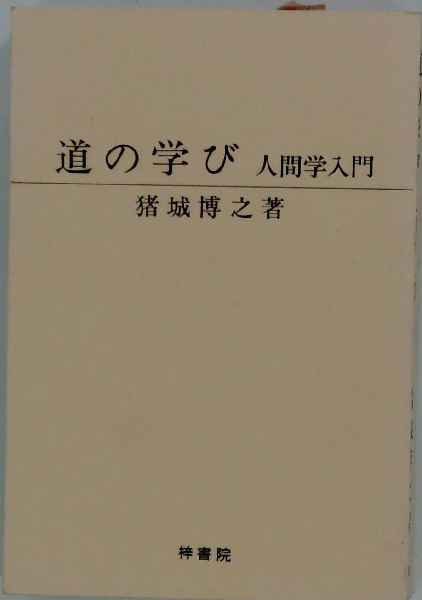 道の学び 人間学入門
猪城博之著
梓書院